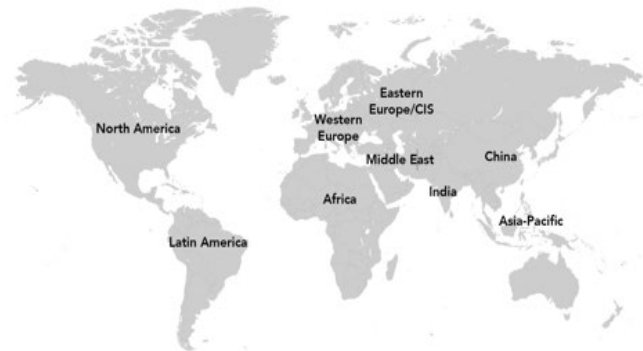 Eastern
Europe/CIS
Western
Europe
North America
Middle East
China
India
Africa
Asia-Pacific
Latin America